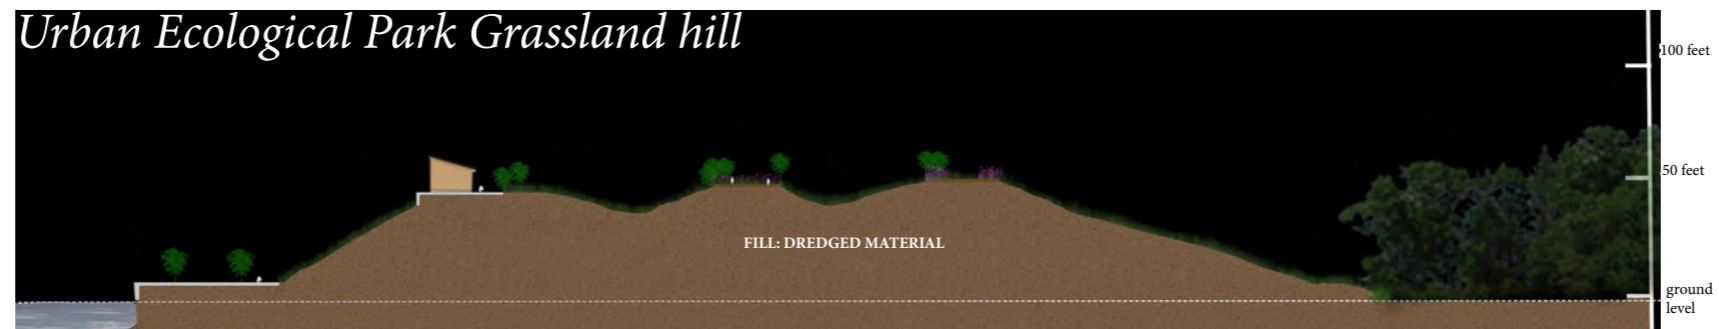 Urban Ecological Park Grassland hill
100 feet
50 feet
FILL: DREDGED MATERIAL
ground
level